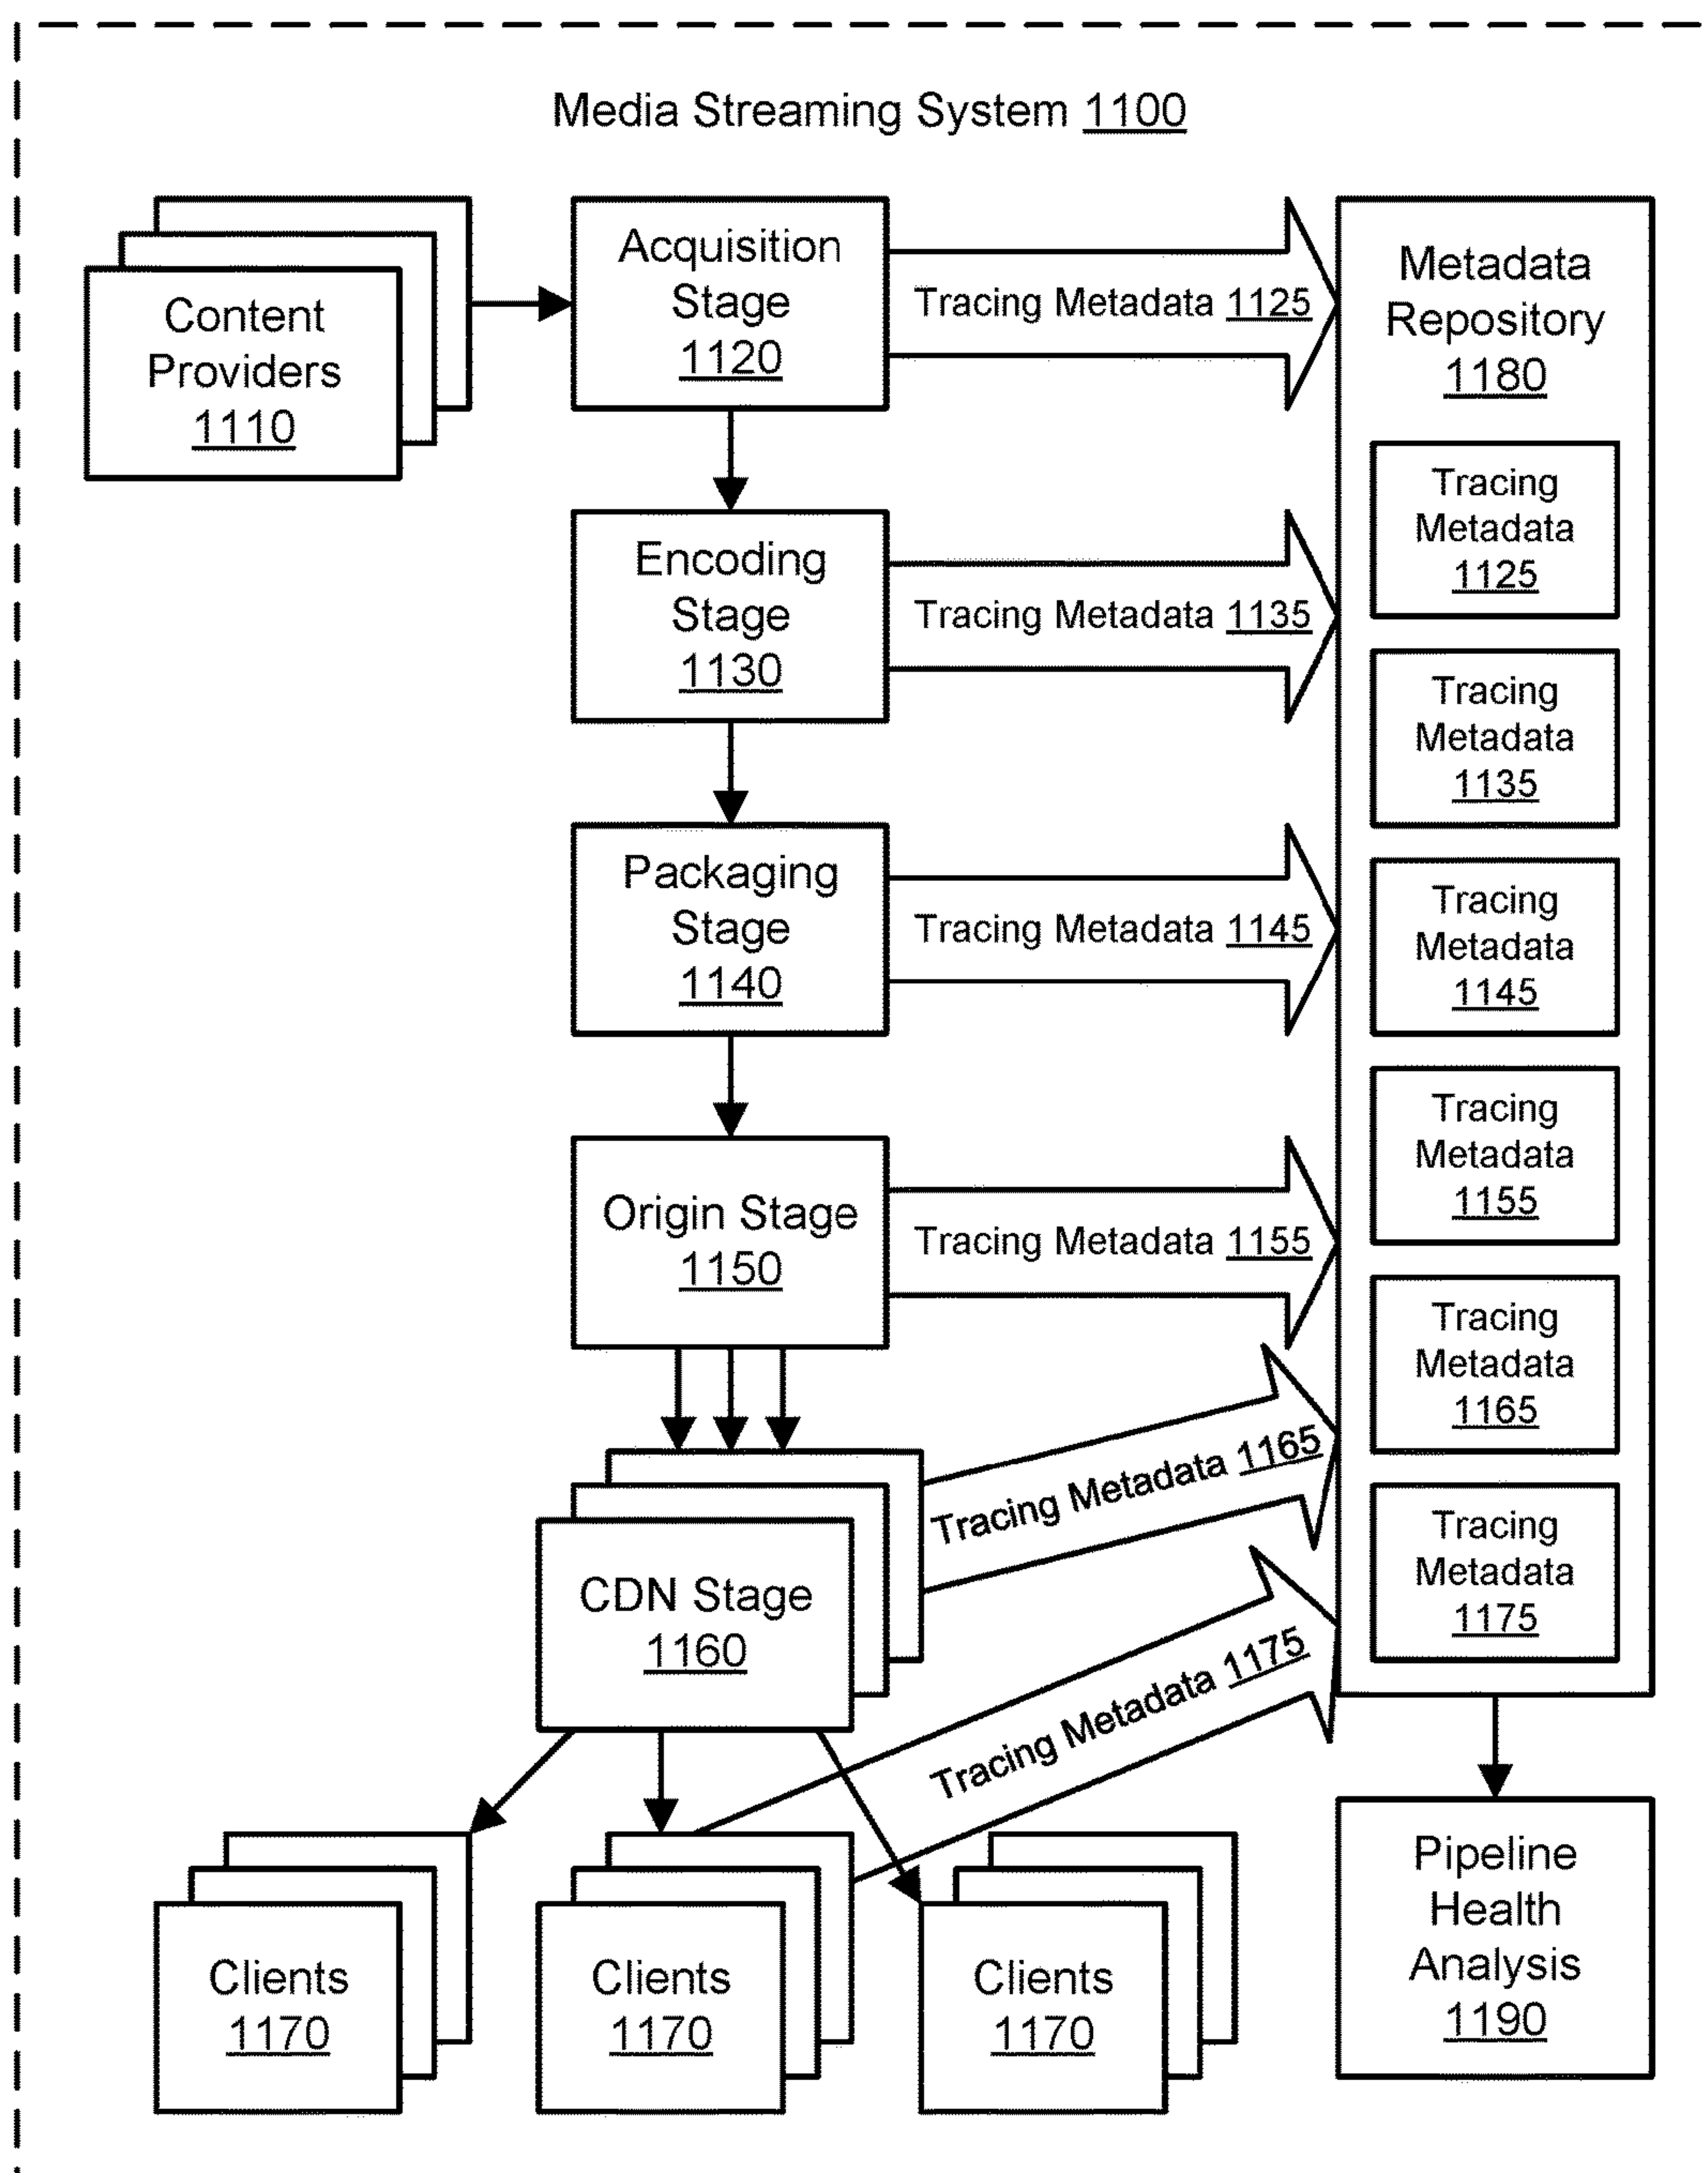 Media Streaming System 1100
Content
Providers
1110
Acquisition
Stage
1120
Tracing Metadata 1125
Metadata
Repository
1180
Tracing
Metadata
1125
Encoding
Stage
1130
Tracing Metadata 1135
Tracing
Metadata
1135
Packaging
Stage
1140
Tracing Metadata 1145
Tracing
Metadata
1145
Origin Stage
1150
Tracing Metadata 1155
Tracing
Metadata
1155
Tracing
Metadata
1165
CDN Stage
1160
Tracing Metadata 1165
Tracing
Metadata
1175
Tracing Metadata 1175
Clients
1170
Clients
1170
Clients
1170
Pipeline
Health
Analysis
1190